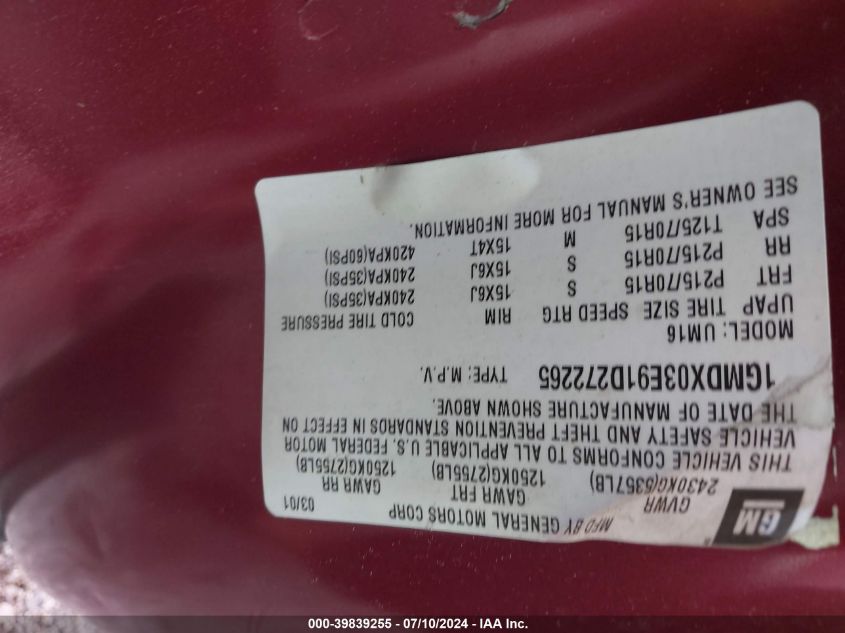 GM
MFD BY GENERAL MOTORS CORP 03/01
GVWR GAWR FRT GAWR RR
2430KG(5357LB) 1250KG(2755LB) 1250KG(2755LB)
THIS VEHICLE CONFORMS TO ALL APPLICABLE U.S. FEDERAL MOTOR
VEHICLE SAFETY AND THEFT PREVENTION STANDARDS IN EFFECT ON
THE DATE OF MANUFACTURE SHOWN ABOVE.
1GMDX03E91D272265 TYPE: M.P.V.
MODEL: UM16
UPAP TIRE SIZE SPEED RTG RIM COLD TIRE PRESSURE
FRT P215/70R15 S 15X6J 240KPA(35PSI)
RR P215/70R15 S 15X6J 240KPA(35PSI)
SPA T125/70R15 M 15X4T 420KPA(60PSI)
SEE OWNER'S MANUAL FOR MORE INFORMATION.
000-39839255 - 07/10/2024 - IAA Inc.